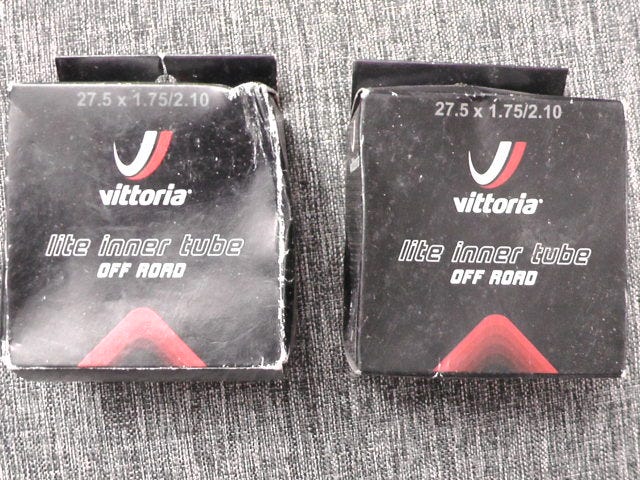 27.5 x 1.75/2.10
vittoria
lite inner tube
OFF ROAD
27.5 x 1.75/2.10
vittoria
lite inner tube
OFF ROAD